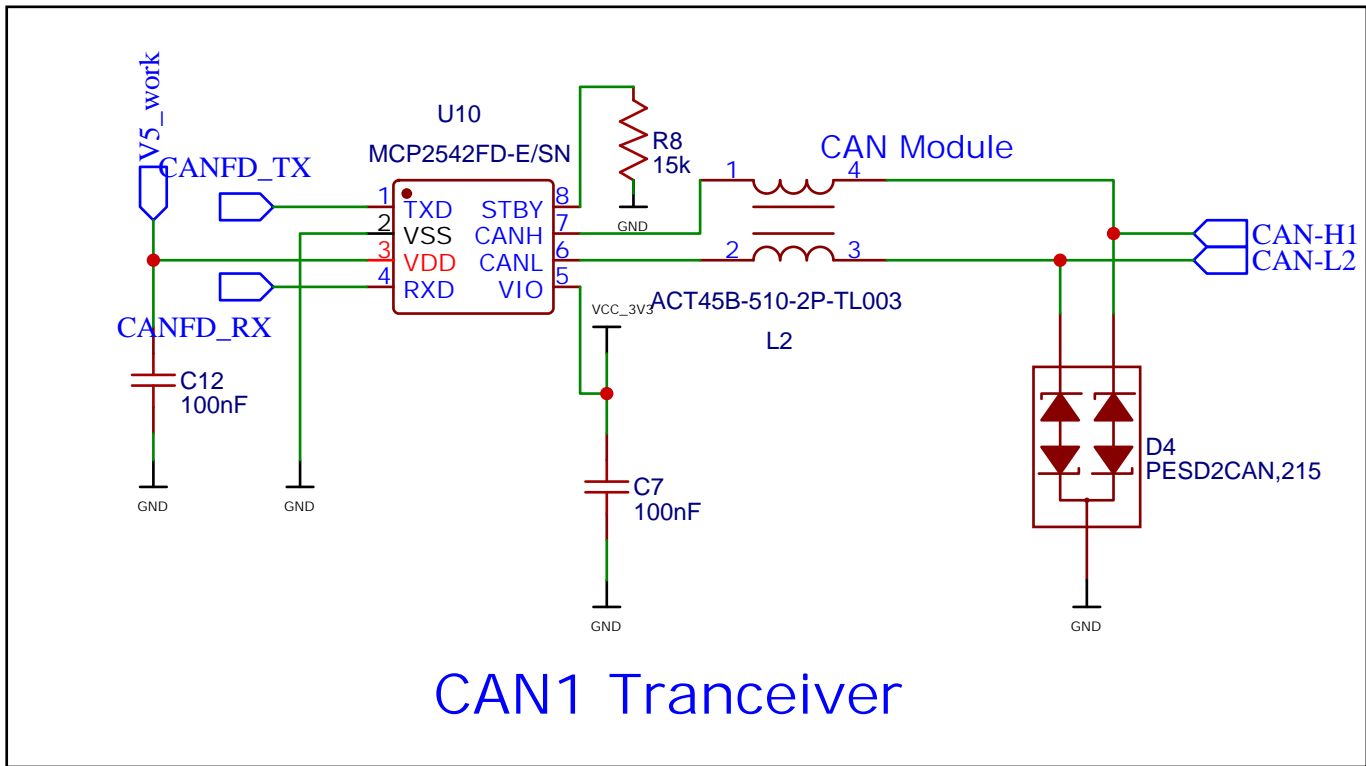 V5_work
CANFD_TX
CANFD_RX
C12
100nF
GND
GND
U10
MCP2542FD-E/SN
1 TXD
2 VSS
3 VDD
4 RXD
STBY 8
CANH 7
CANL 6
VIO 5
R8
15k
GND
VCC_3V3
C7
100nF
GND
CAN Module
1 4
2 3
ACT45B-510-2P-TL003
L2
CAN-H1
CAN-L2
D4
PESD2CAN,215
GND
CAN1 Tranceiver